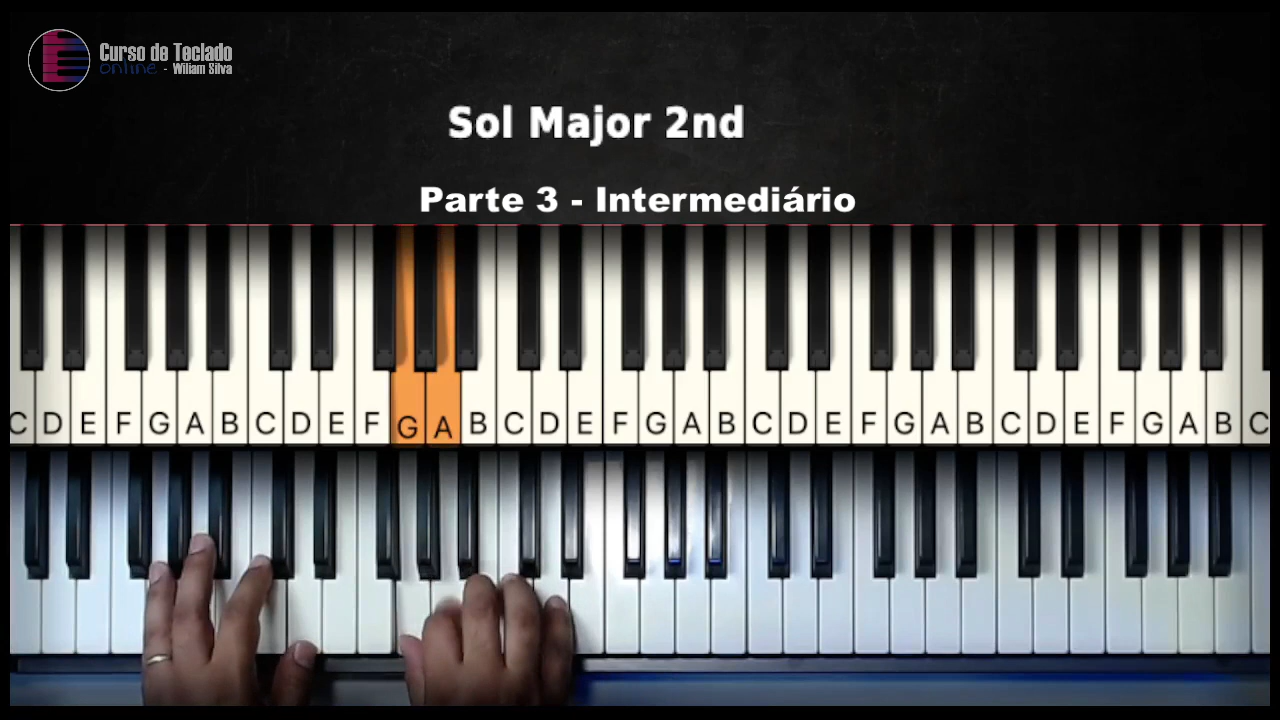 Curso de Teclado
online - Wiliam Silva
Sol Major 2nd
Parte 3 - Intermediário
C D E F G A B C D E F G A B C D E F G A B C D E F G A B C D E F G A B C